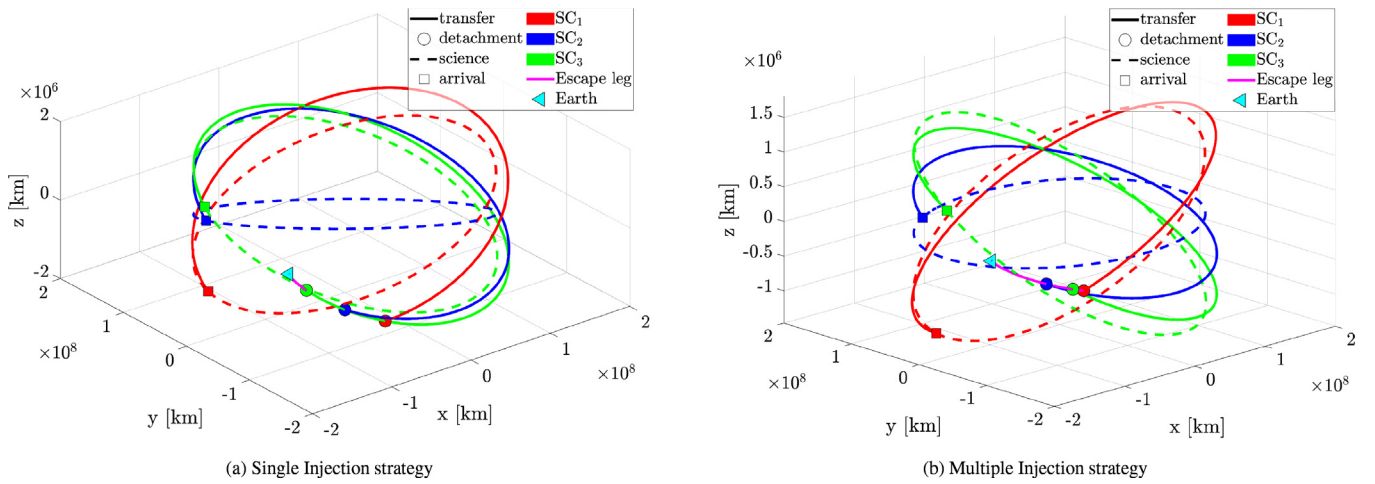 transfer
detachment
science
arrival
SC1
SC2
SC3
Escape leg
Earth
×10^6
2
0
-2
z [km]
2
1
0
-1
-2
×10^8
y [km]
-2
-1
0
1
2
×10^8
x [km]
(a) Single Injection strategy
transfer
detachment
science
arrival
SC1
SC2
SC3
Escape leg
Earth
×10^6
1.5
1
0.5
0
-0.5
-1
z [km]
2
1
0
-1
-2
×10^8
y [km]
-2
-1
0
1
2
×10^8
x [km]
(b) Multiple Injection strategy